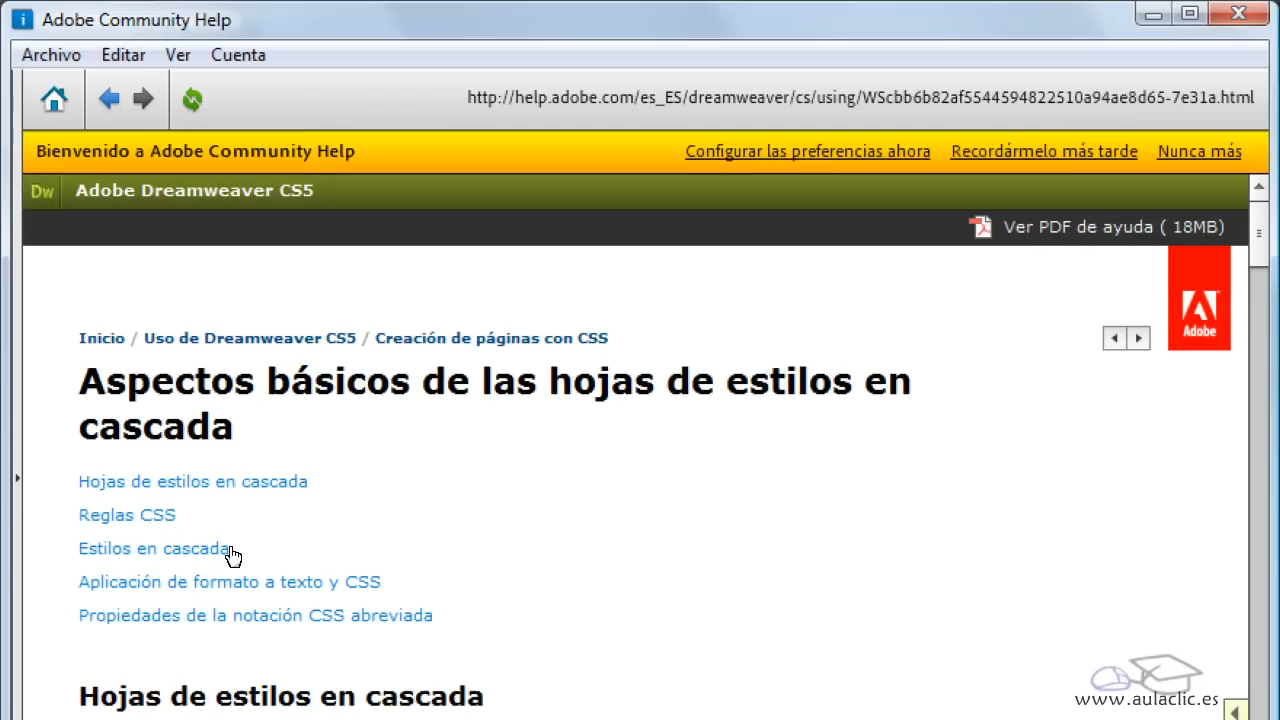 Adobe Community Help
Archivo Editar Ver Cuenta
http://help.adobe.com/es_ES/dreamweaver/cs/using/WScbb6b82af5544594822510a94ae8d65-7e31a.html
Bienvenido a Adobe Community Help Configurar las preferencias ahora Recordármelo más tarde Nunca más
Dw Adobe Dreamweaver CS5
Ver PDF de ayuda ( 18MB)
Adobe
Inicio / Uso de Dreamweaver CS5 / Creación de páginas con CSS
Aspectos básicos de las hojas de estilos en
cascada
Hojas de estilos en cascada
Reglas CSS
Estilos en cascada
Aplicación de formato a texto y CSS
Propiedades de la notación CSS abreviada
Hojas de estilos en cascada
www.aulaclic.es